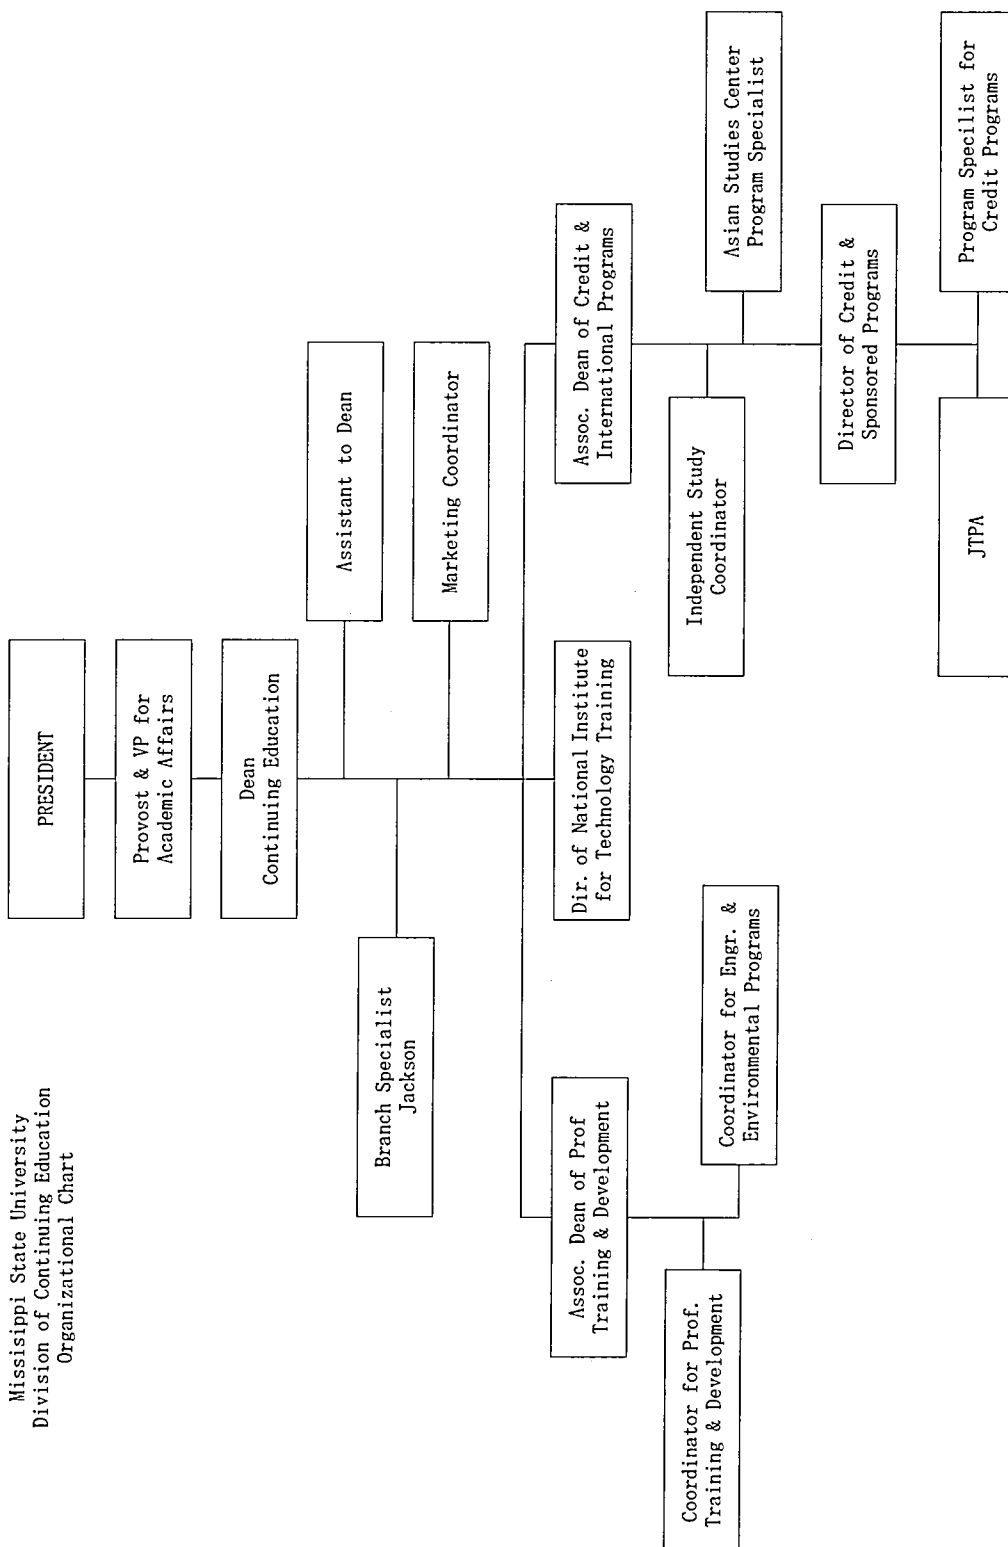 Missisippi State University
Division of Continuing Education
Organizational Chart
PRESIDENT
Provost & VP for
Academic Affairs
Dean
Continuing Education
Assistant to Dean
Branch Specialist
Jackson
Marketing Coordinator
Assoc. Dean of Prof
Training & Development
Dir. of National Institute
for Technology Training
Assoc. Dean of Credit &
International Programs
Coordinator for Prof.
Training & Development
Coordinator for Engr. &
Environmental Programs
Independent Study
Coordinator
Asian Studies Center
Program Specialist
Director of Credit &
Sponsored Programs
JTPA
Program Specilist for
Credit Programs